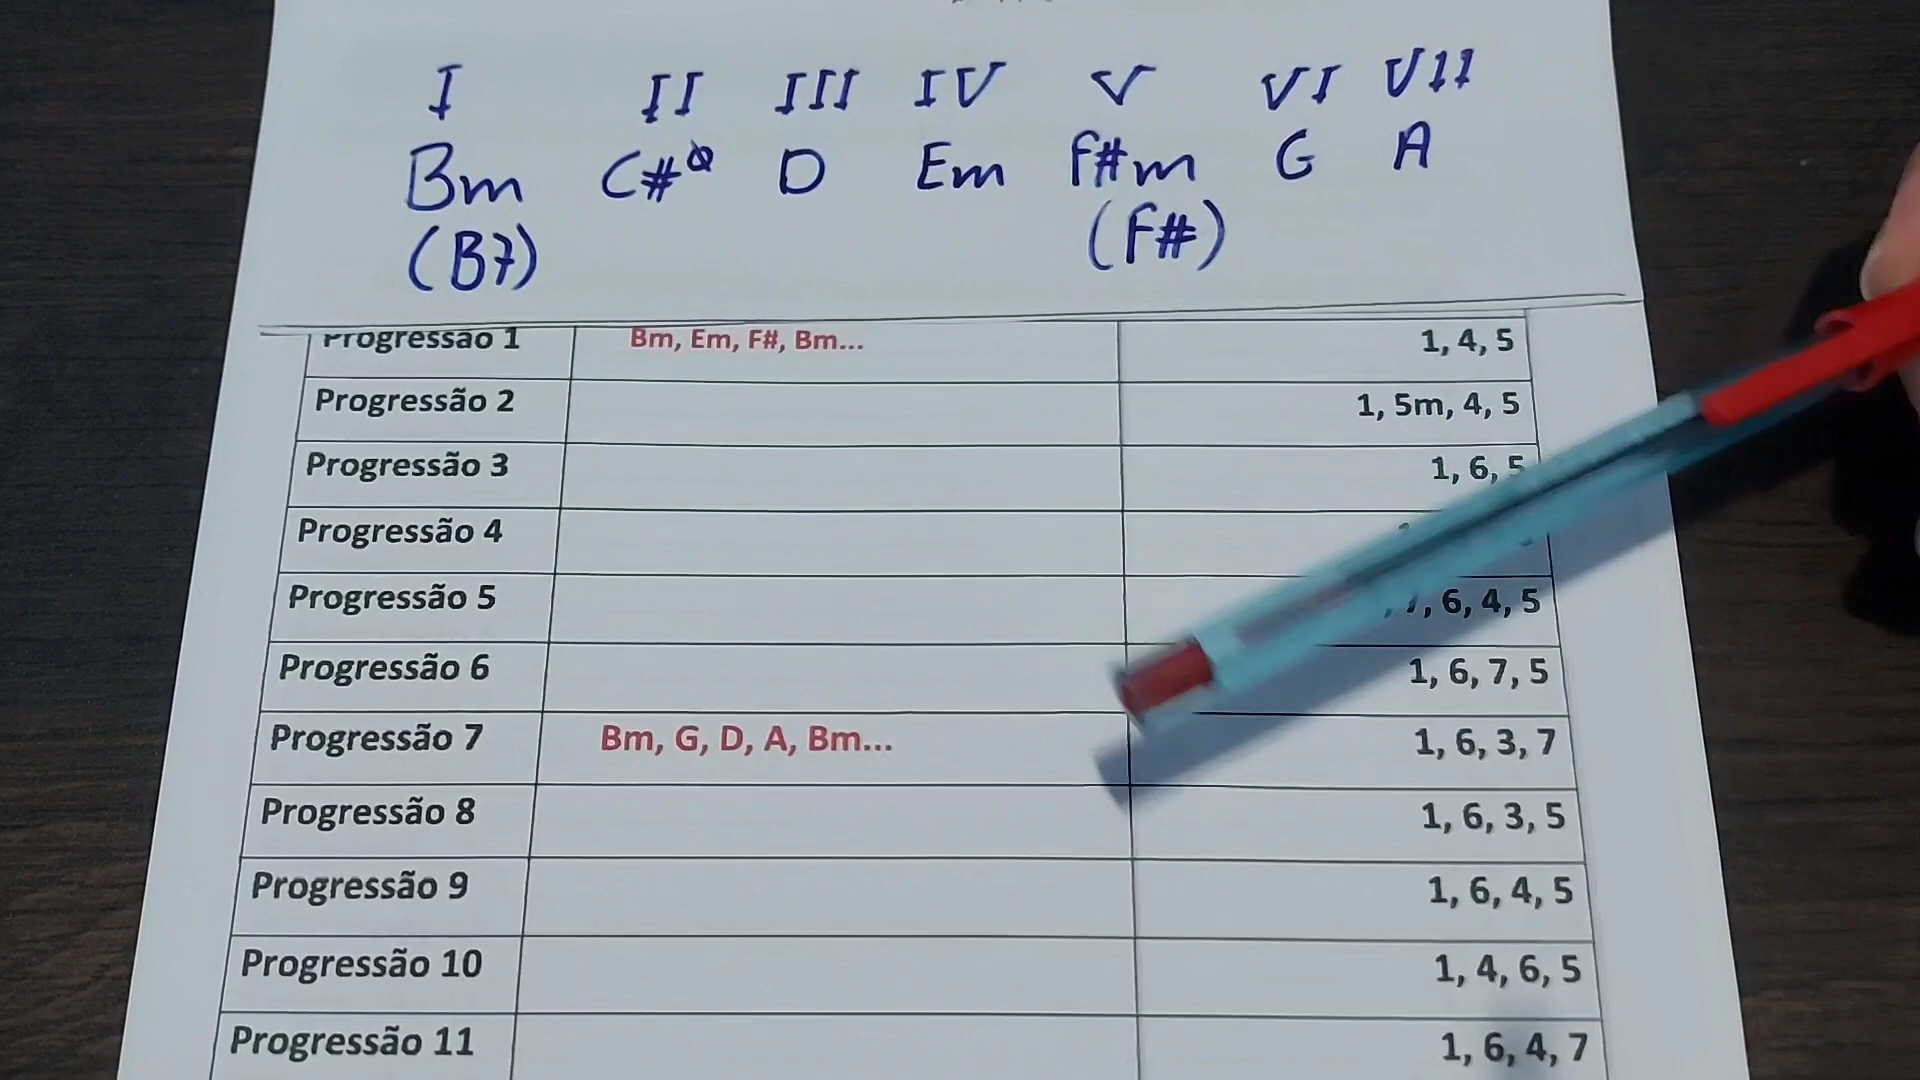 I II III IV V VI VII
Bm C#ø D Em F#m G A
(B7) (F#)
Progressão 1 Bm, Em, F#, Bm... 1, 4, 5
Progressão 2 1, 5m, 4, 5
Progressão 3 1, 6, 5
Progressão 4
Progressão 5 6, 4, 5
Progressão 6 1, 6, 7, 5
Progressão 7 Bm, G, D, A, Bm... 1, 6, 3, 7
Progressão 8 1, 6, 3, 5
Progressão 9 1, 6, 4, 5
Progressão 10 1, 4, 6, 5
Progressão 11 1, 6, 4, 7